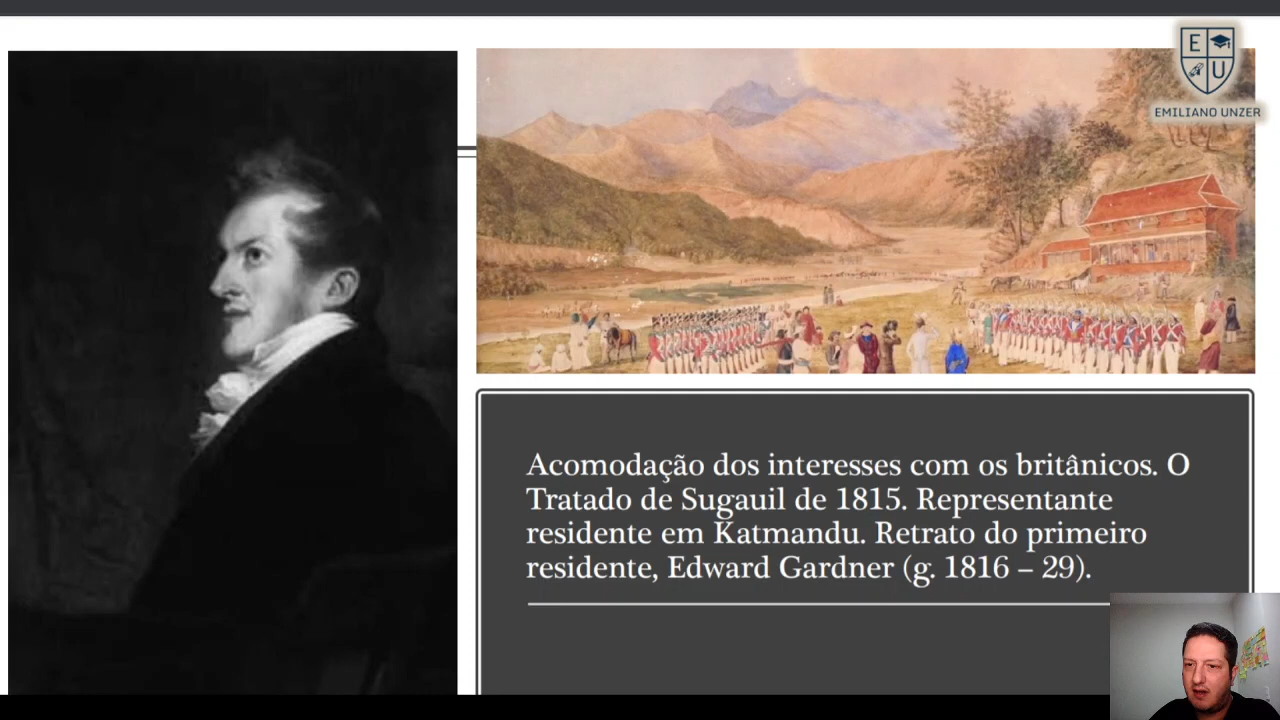 E
U
EMILIANO UNZER
Acomodação dos interesses com os britânicos. O
Tratado de Sugauil de 1815. Representante
residente em Katmandu. Retrato do primeiro
residente, Edward Gardner (g. 1816 – 29).